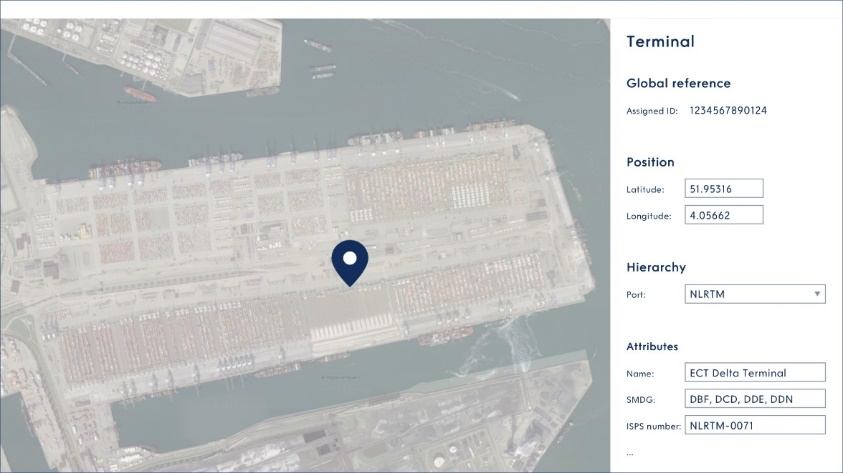 Terminal
Global reference
Assigned ID: 1234567890124
Position
Latitude: 51.95316
Longitude: 4.05662
Hierarchy
Port: NLRTM
Attributes
Name: ECT Delta Terminal
SMDG: DBF, DCD, DDE, DDN
ISPS number: NLRTM-0071
...